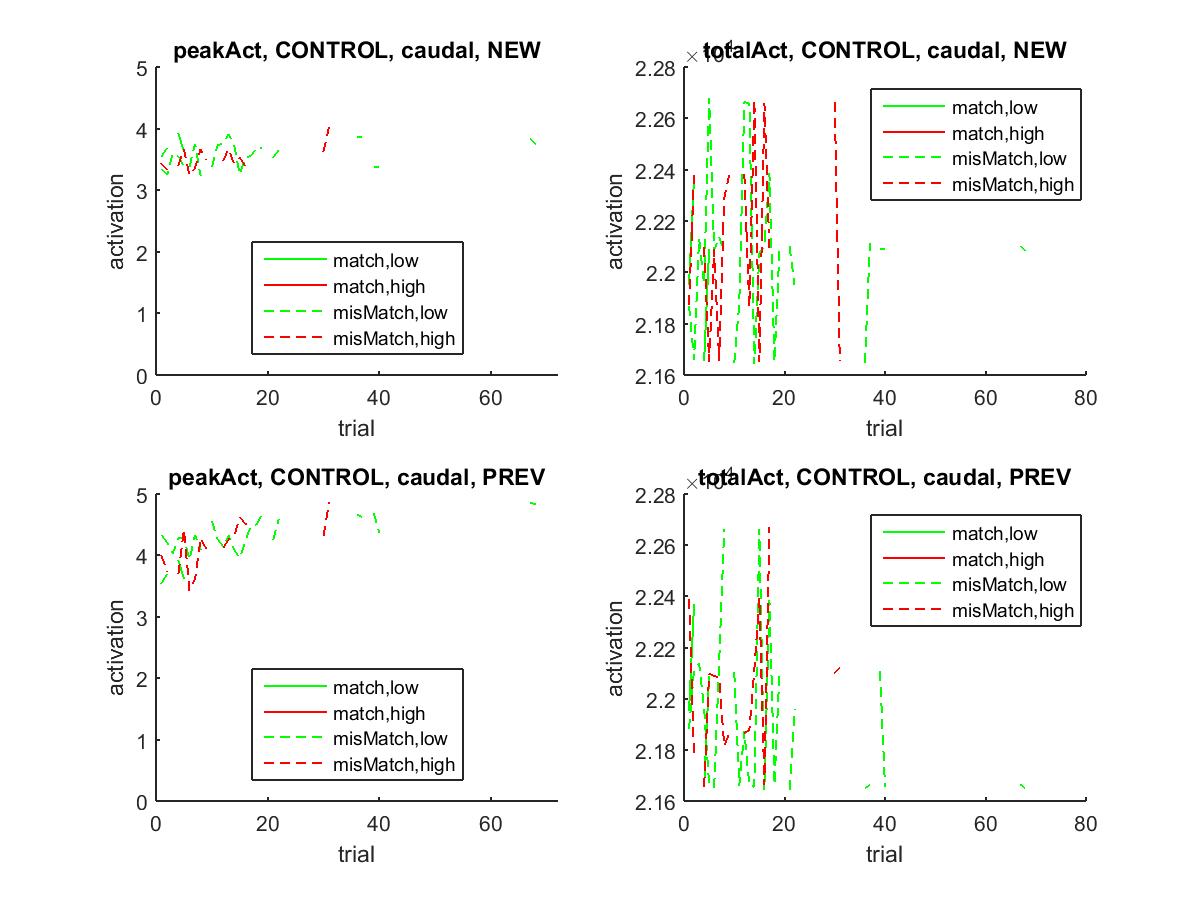 peakAct, CONTROL, caudal, NEW
5
4
3
2
1
0
activation
0 20 40 60
trial
match,low
match,high
misMatch,low
misMatch,high
totalAct, CONTROL, caudal, NEW
2.28
2.26
2.24
2.22
2.2
2.18
2.16
activation
0 20 40 60 80
trial
match,low
match,high
misMatch,low
misMatch,high
peakAct, CONTROL, caudal, PREV
5
4
3
2
1
0
activation
0 20 40 60
trial
match,low
match,high
misMatch,low
misMatch,high
totalAct, CONTROL, caudal, PREV
× 10⁴
2.28
2.26
2.24
2.22
2.2
2.18
2.16
activation
0 20 40 60 80
trial
match,low
match,high
misMatch,low
misMatch,high